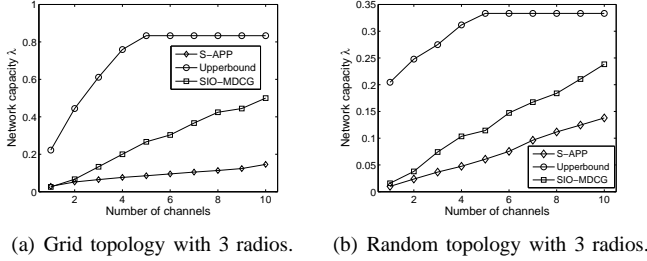 Network capacity λ
1
0.8
0.6
0.4
0.2
0
2 4 6 8 10
Number of channels
S−APP
Upperbound
SIO−MDCG
(a) Grid topology with 3 radios.
Network capacity λ
0.35
0.3
0.25
0.2
0.15
0.1
0.05
0
2 4 6 8 10
Number of channels
S−APP
Upperbound
SIO−MDCG
(b) Random topology with 3 radios.